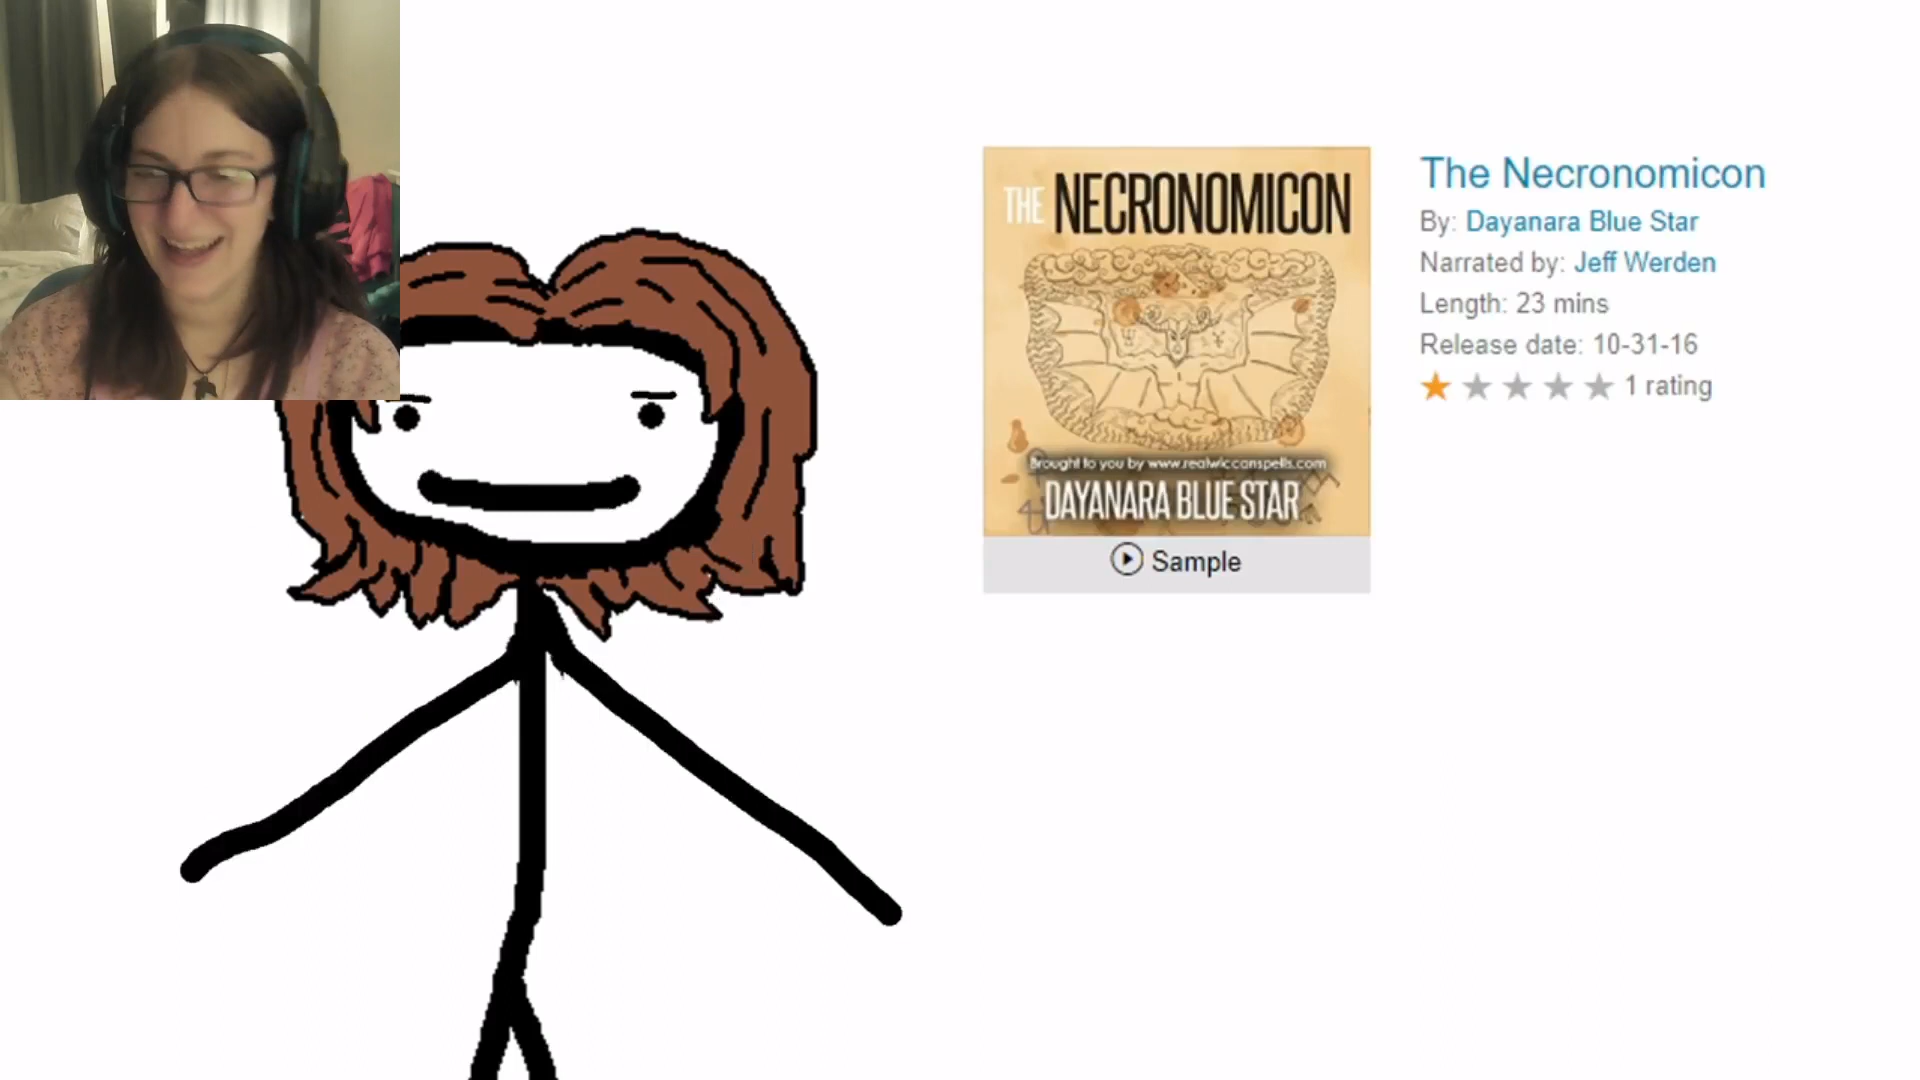 THE NECRONOMICON
Brought to you by www.realwiccanspells.com
DAYANARA BLUE STAR
Sample
The Necronomicon
By: Dayanara Blue Star
Narrated by: Jeff Werden
Length: 23 mins
Release date: 10-31-16
1 rating